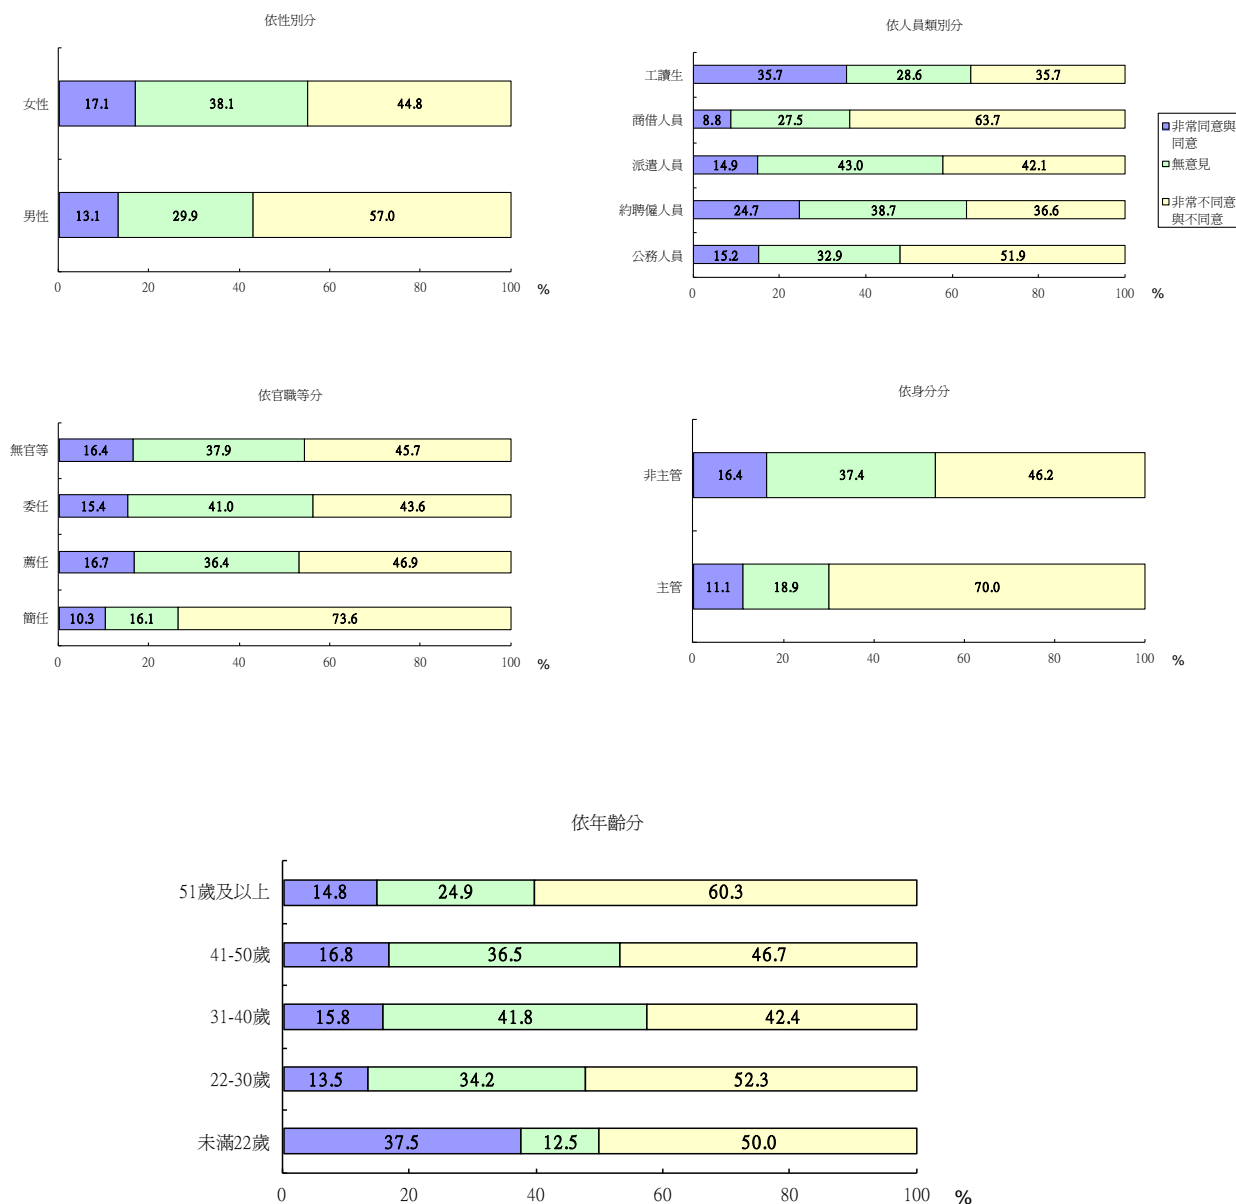 依性別分
女性
17.1 38.1 44.8
男性
13.1 29.9 57.0
0 20 40 60 80 100 %
依人員類別分
工讀生 35.7 28.6 35.7
商借人員 8.8 27.5 63.7
派遣人員 14.9 43.0 42.1
約聘僱人員 24.7 38.7 36.6
公務人員 15.2 32.9 51.9
0 20 40 60 80 100 %
非常同意與
同意
無意見
非常不同意
與不同意
依官職等分
無官等 16.4 37.9 45.7
委任 15.4 41.0 43.6
薦任 16.7 36.4 46.9
簡任 10.3 16.1 73.6
0 20 40 60 80 100 %
依身分分
非主管 16.4 37.4 46.2
主管 11.1 18.9 70.0
0 20 40 60 80 100 %
依年齡分
51歲及以上 14.8 24.9 60.3
41-50歲 16.8 36.5 46.7
31-40歲 15.8 41.8 42.4
22-30歲 13.5 34.2 52.3
未滿22歲 37.5 12.5 50.0
0 20 40 60 80 100 %